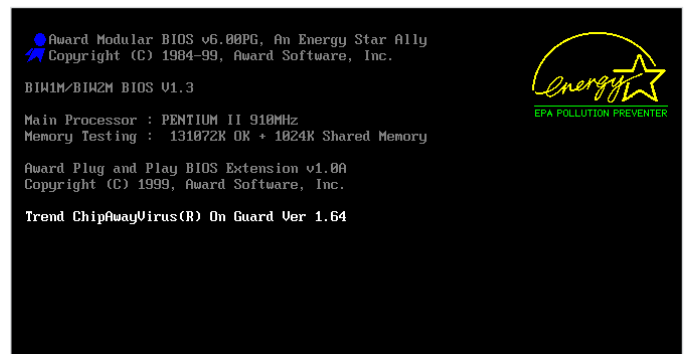 Award Modular BIOS v6.00PG, An Energy Star Ally
Copyright (C) 1984-99, Award Software, Inc.
BIW1M/BIW2M BIOS V1.3
Main Processor : PENTIUM II 910MHz
Memory Testing :  131072K OK + 1024K Shared Memory
Award Plug and Play BIOS Extension v1.0A
Copyright (C) 1999, Award Software, Inc.
Trend ChipAwayVirus(R) On Guard Ver 1.64
energy
EPA POLLUTION PREVENTER